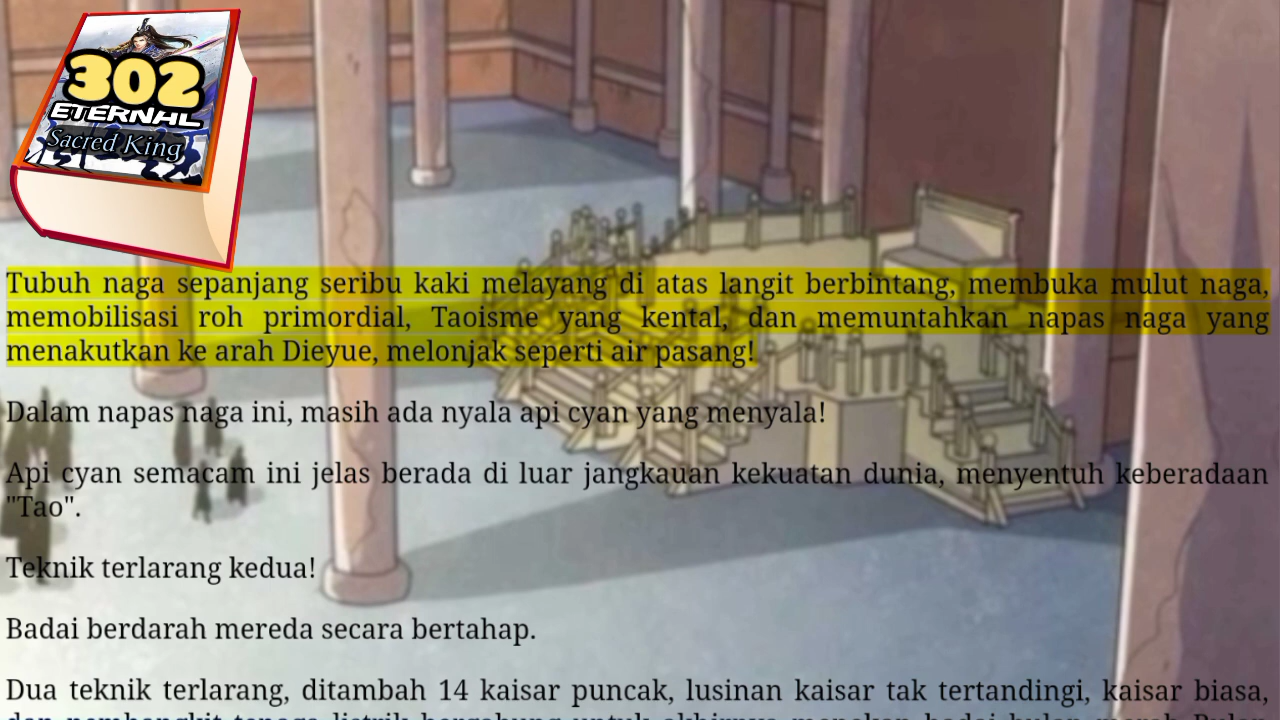 302
ETERNAL
Sacred King
Tubuh naga sepanjang seribu kaki melayang di atas langit berbintang, membuka mulut naga,
memobilisasi roh primordial, Taoisme yang kental, dan memuntahkan napas naga yang
menakutkan ke arah Dieyue, melonjak seperti air pasang!
Dalam napas naga ini, masih ada nyala api cyan yang menyala!
Api cyan semacam ini jelas berada di luar jangkauan kekuatan dunia, menyentuh keberadaan
"Tao".
Teknik terlarang kedua!
Badai berdarah mereda secara bertahap.
Dua teknik terlarang, ditambah 14 kaisar puncak, lusinan kaisar tak tertandingi, kaisar biasa,